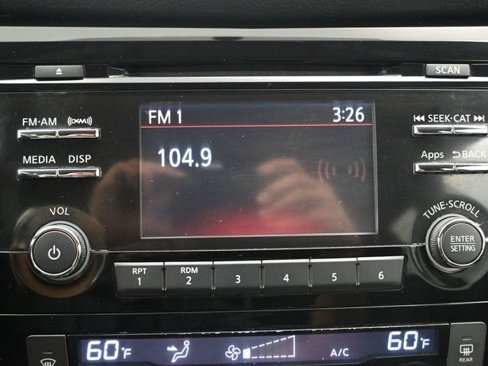 SCAN
FM 1 3:26
FM·AM (XM) SEEK·CAT
104.9
MEDIA DISP Apps BACK
VOL TUNE·SCROLL
ENTER
SETTING
RPT RDM
1 2 3 4 5 6
60°F A/C 60°F
REAR